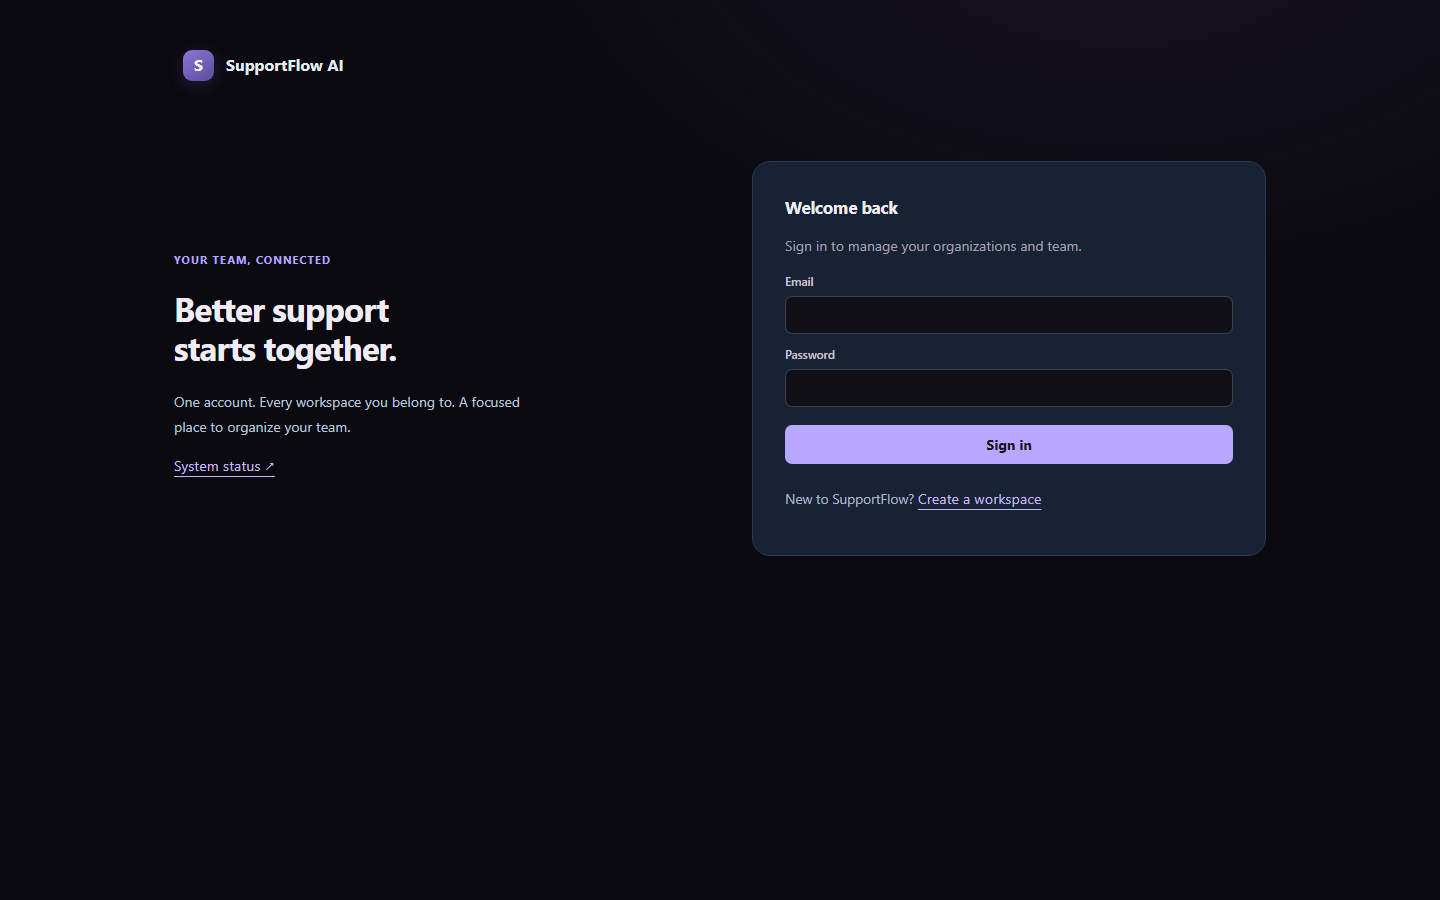 S
SupportFlow AI
YOUR TEAM, CONNECTED
Better support
starts together.
One account. Every workspace you belong to. A focused
place to organize your team.
System status ↗
Welcome back
Sign in to manage your organizations and team.
Email
Password
Sign in
New to SupportFlow? Create a workspace